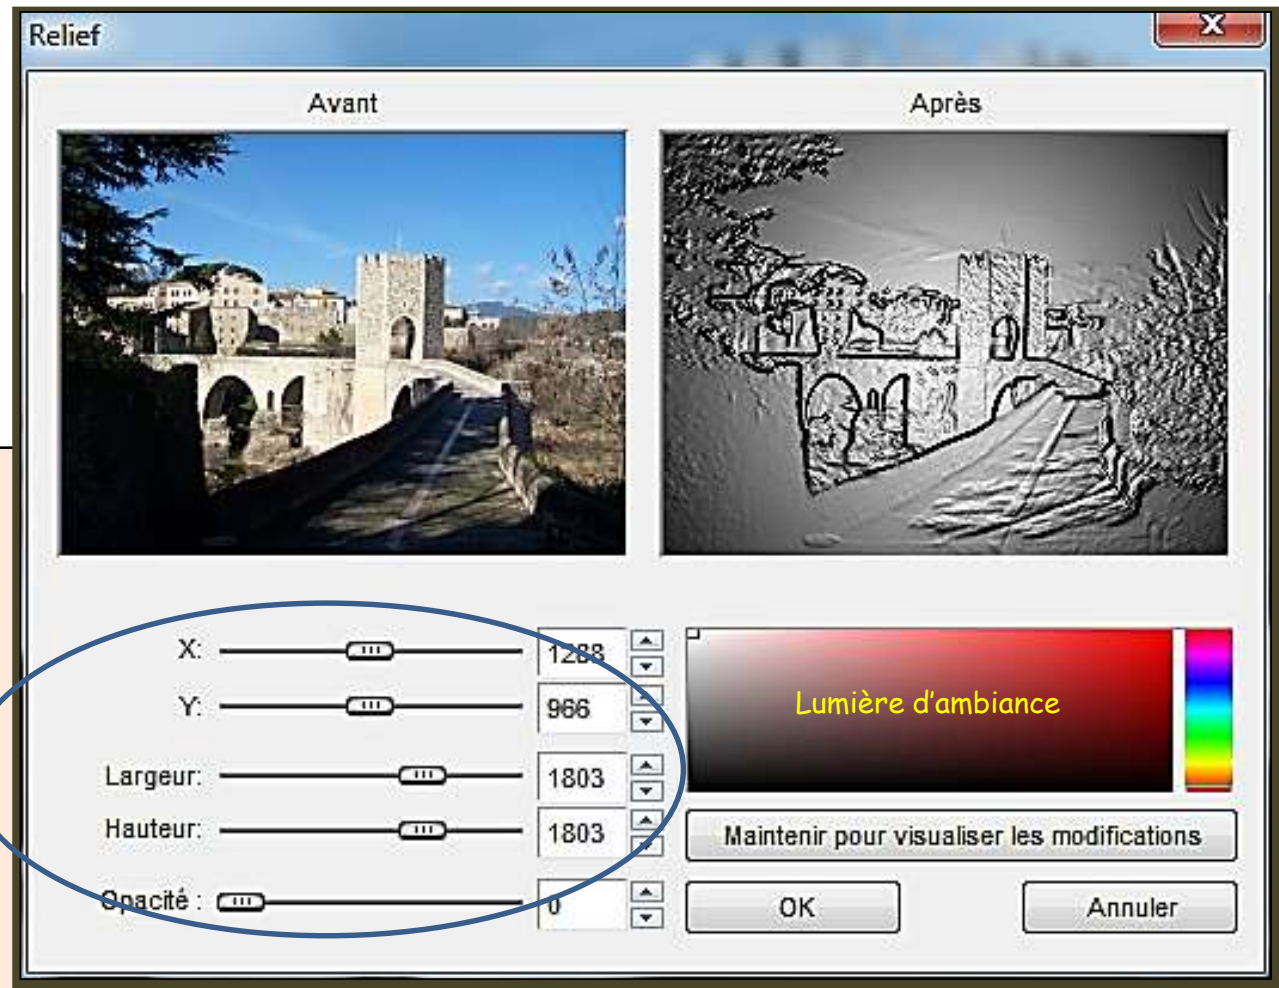 Relief
Avant
Après
X: 1288
Y: 966
Largeur: 1803
Hauteur: 1803
Opacité : 0
Lumière d'ambiance
Maintenir pour visualiser les modifications
OK
Annuler